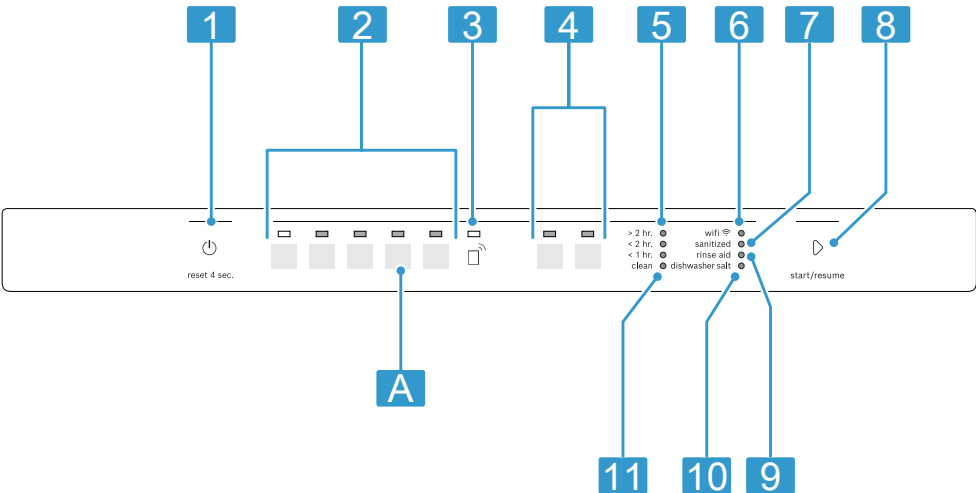 1 2 3 4 5 6 7 8
> 2 hr. wifi
< 2 hr. sanitized
< 1 hr. rinse aid
reset 4 sec. clean dishwasher salt start/resume
A
11 10 9